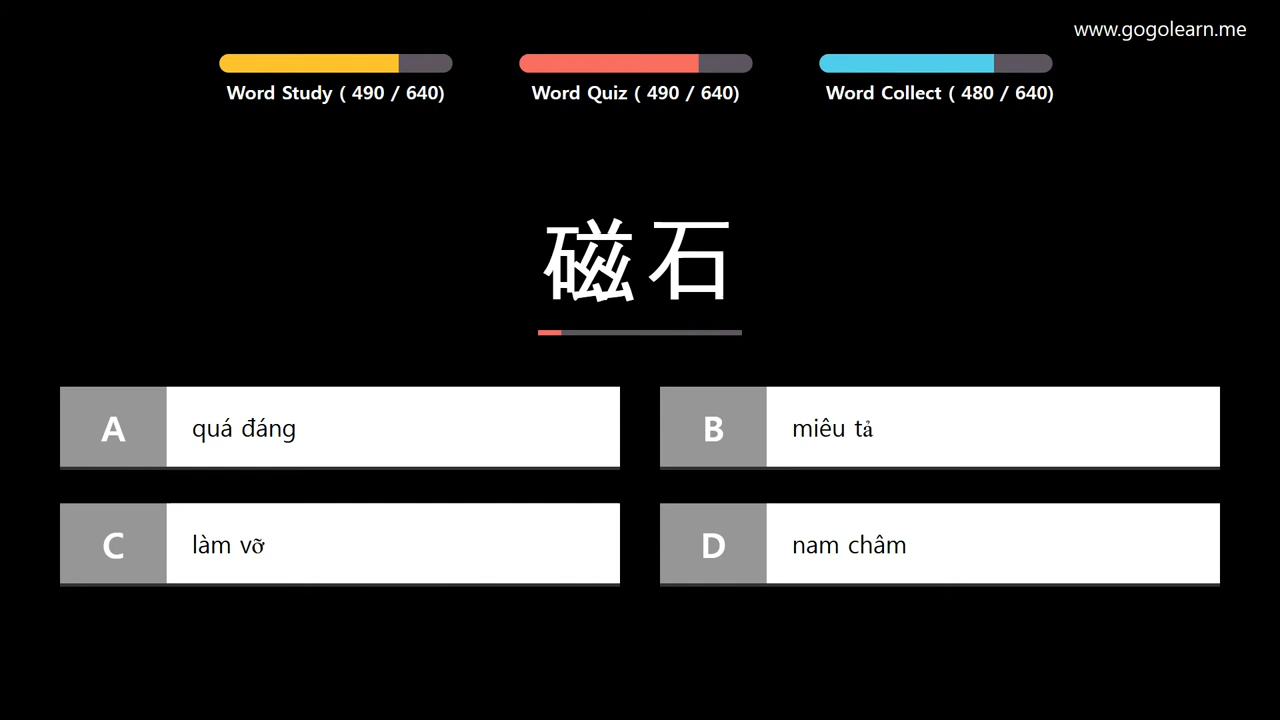 www.gogolearn.me
Word Study ( 490 / 640)
Word Quiz ( 490 / 640)
Word Collect ( 480 / 640)
磁石
A quá đáng
B miêu tả
C làm vỡ
D nam châm